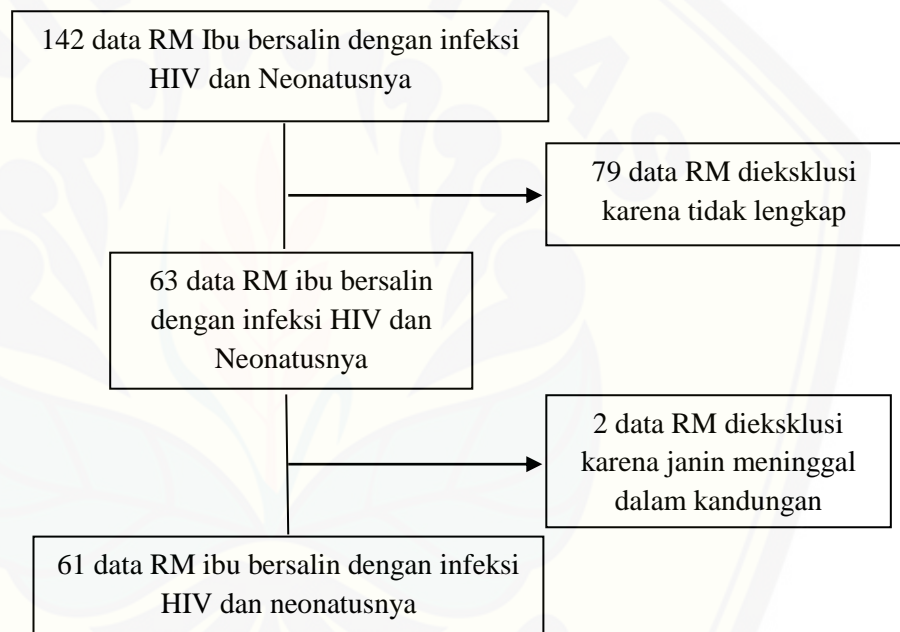 142 data RM Ibu bersalin dengan infeksi
HIV dan Neonatusnya
79 data RM dieksklusi
karena tidak lengkap
63 data RM ibu bersalin
dengan infeksi HIV dan
Neonatusnya
2 data RM dieksklusi
karena janin meninggal
dalam kandungan
61 data RM ibu bersalin dengan infeksi
HIV dan neonatusnya